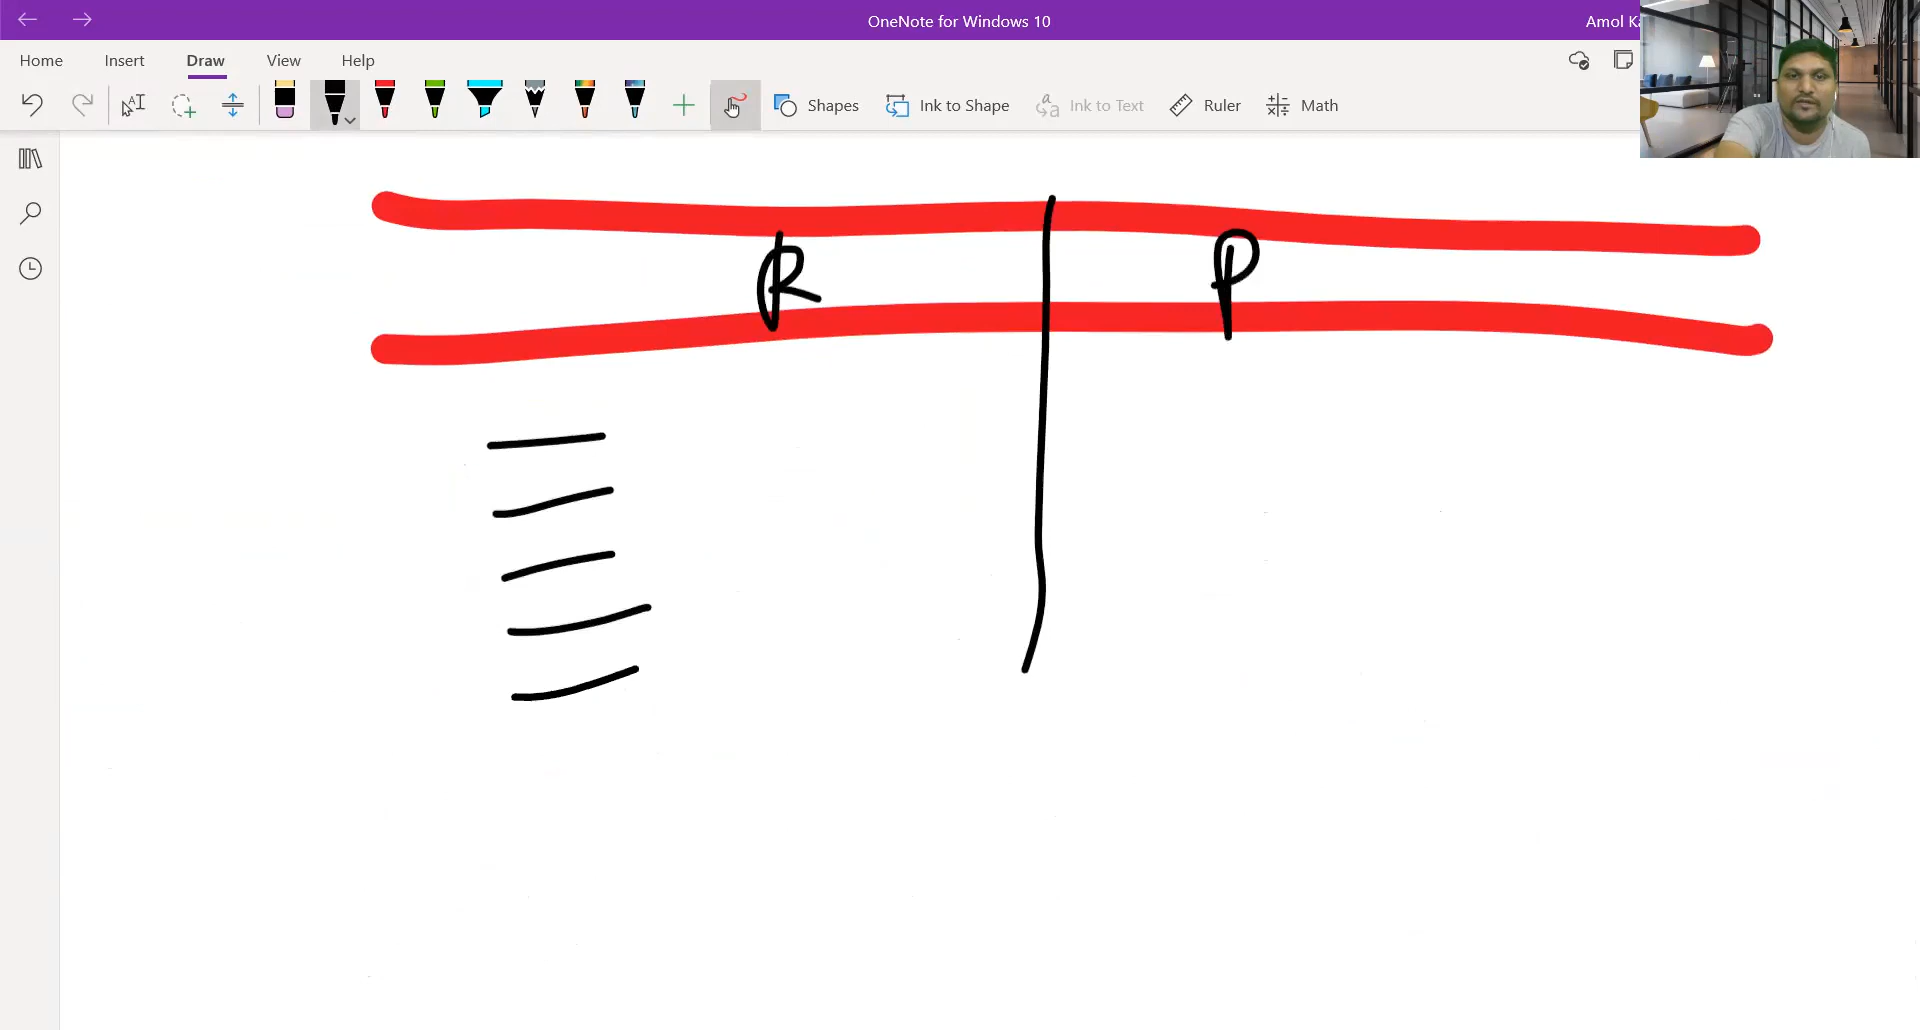 OneNote for Windows 10
Amol Ka
Home Insert Draw View Help
Shapes Ink to Shape Ink to Text Ruler Math
R P